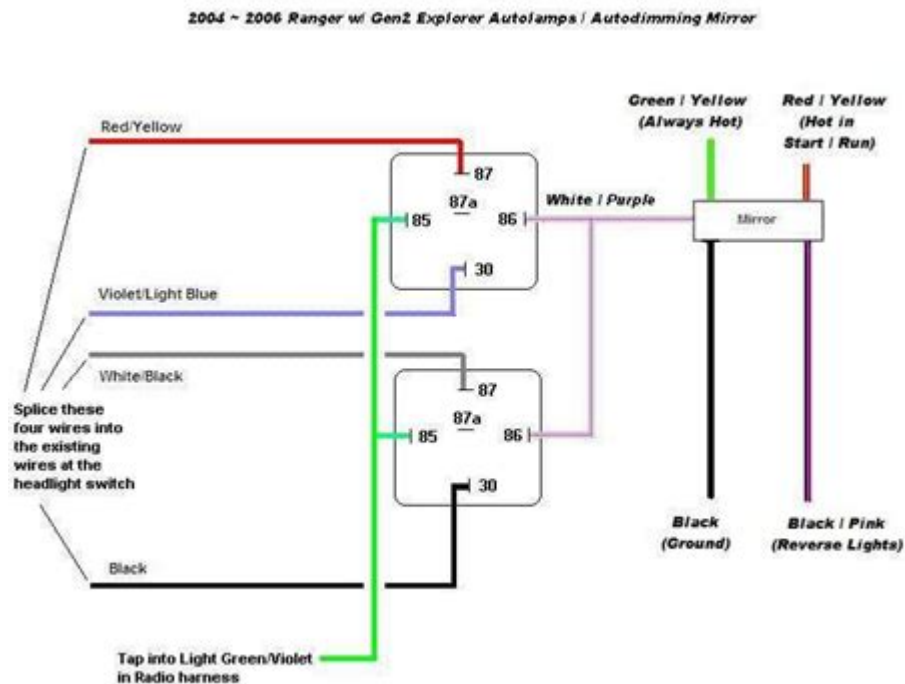 2004 ~ 2006 Ranger w/ Gen2 Explorer Autolamps / Autodimming Mirror
Green / Yellow
(Always Hot)
Red / Yellow
(Hot in
Start / Run)
Red/Yellow
87
87a
85
86
30
White / Purple
Mirror
Violet/Light Blue
White/Black
87
87a
85
86
30
Splice these
four wires into
the existing
wires at the
headlight switch
Black
(Ground)
Black / Pink
(Reverse Lights)
Black
Tap into Light Green/Violet
in Radio harness